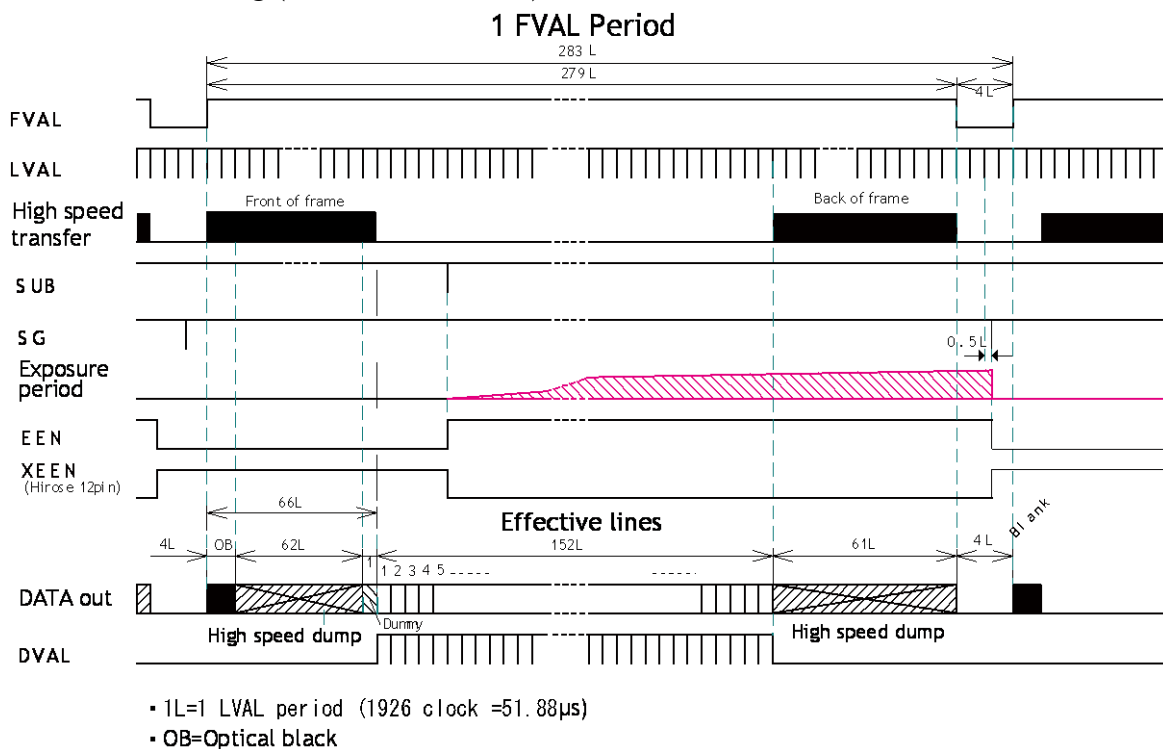 1 FVAL Period
283 L
279L
4L
FVAL
LVAL
High speed transfer
Front of frame
Back of frame
SUB
SG
0.5L
Exposure period
EEN
XEEN
(Hirose 12pin)
66L
Effective lines
Blank
4L OB 62L 1 152L 61L 4L
1 2 3 4 5
DATA out
Dummy
High speed dump
High speed dump
DVAL
▪ 1L=1 LVAL period (1926 clock =51.88μs)
▪ OB=Optical black